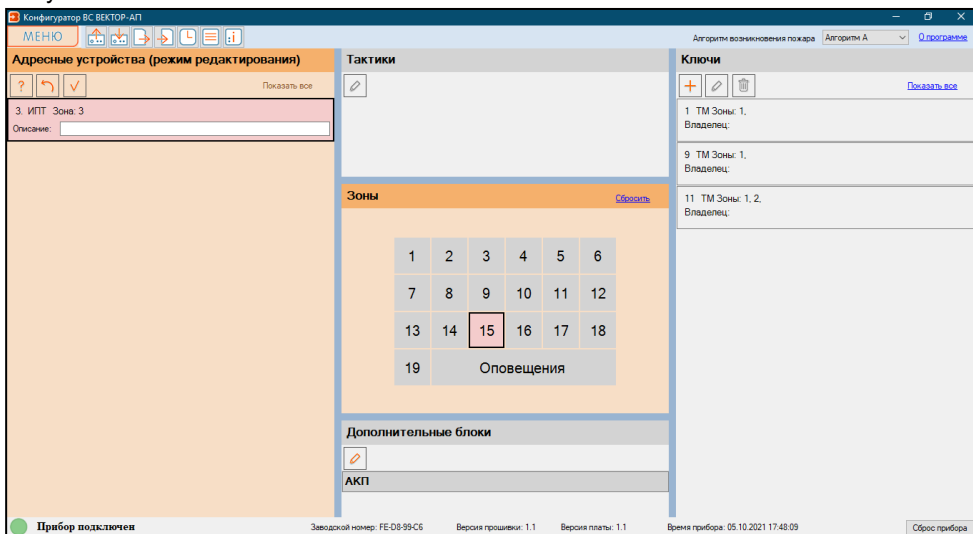 Конфигуратор ВС ВЕКТОР-АП
МЕНЮ
Алгоритм возникновения пожара Алгоритм А О программе
Адресные устройства (режим редактирования)
? Показать все
3. ИПТ Зона: 3
Описание:
Тактики
Зоны Сбросить
1 2 3 4 5 6
7 8 9 10 11 12
13 14 15 16 17 18
19 Оповещения
Дополнительные блоки
АКП
Ключи
Показать все
1 ТМ Зоны: 1,
Владелец:
9 ТМ Зоны: 1,
Владелец:
11 ТМ Зоны: 1, 2,
Владелец:
Прибор подключен Заводской номер: FE-D8-99-C6 Версия прошивки: 1.1 Версия платы: 1.1 Время прибора: 05.10.2021 17:48:09 Сброс прибора